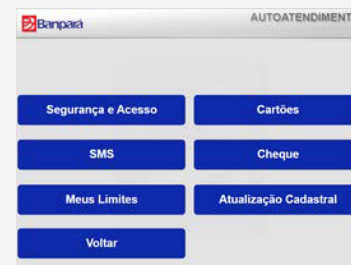 Banpará
AUTOATENDIMENT
Segurança e Acesso
Cartões
SMS
Cheque
Meus Limites
Atualização Cadastral
Voltar